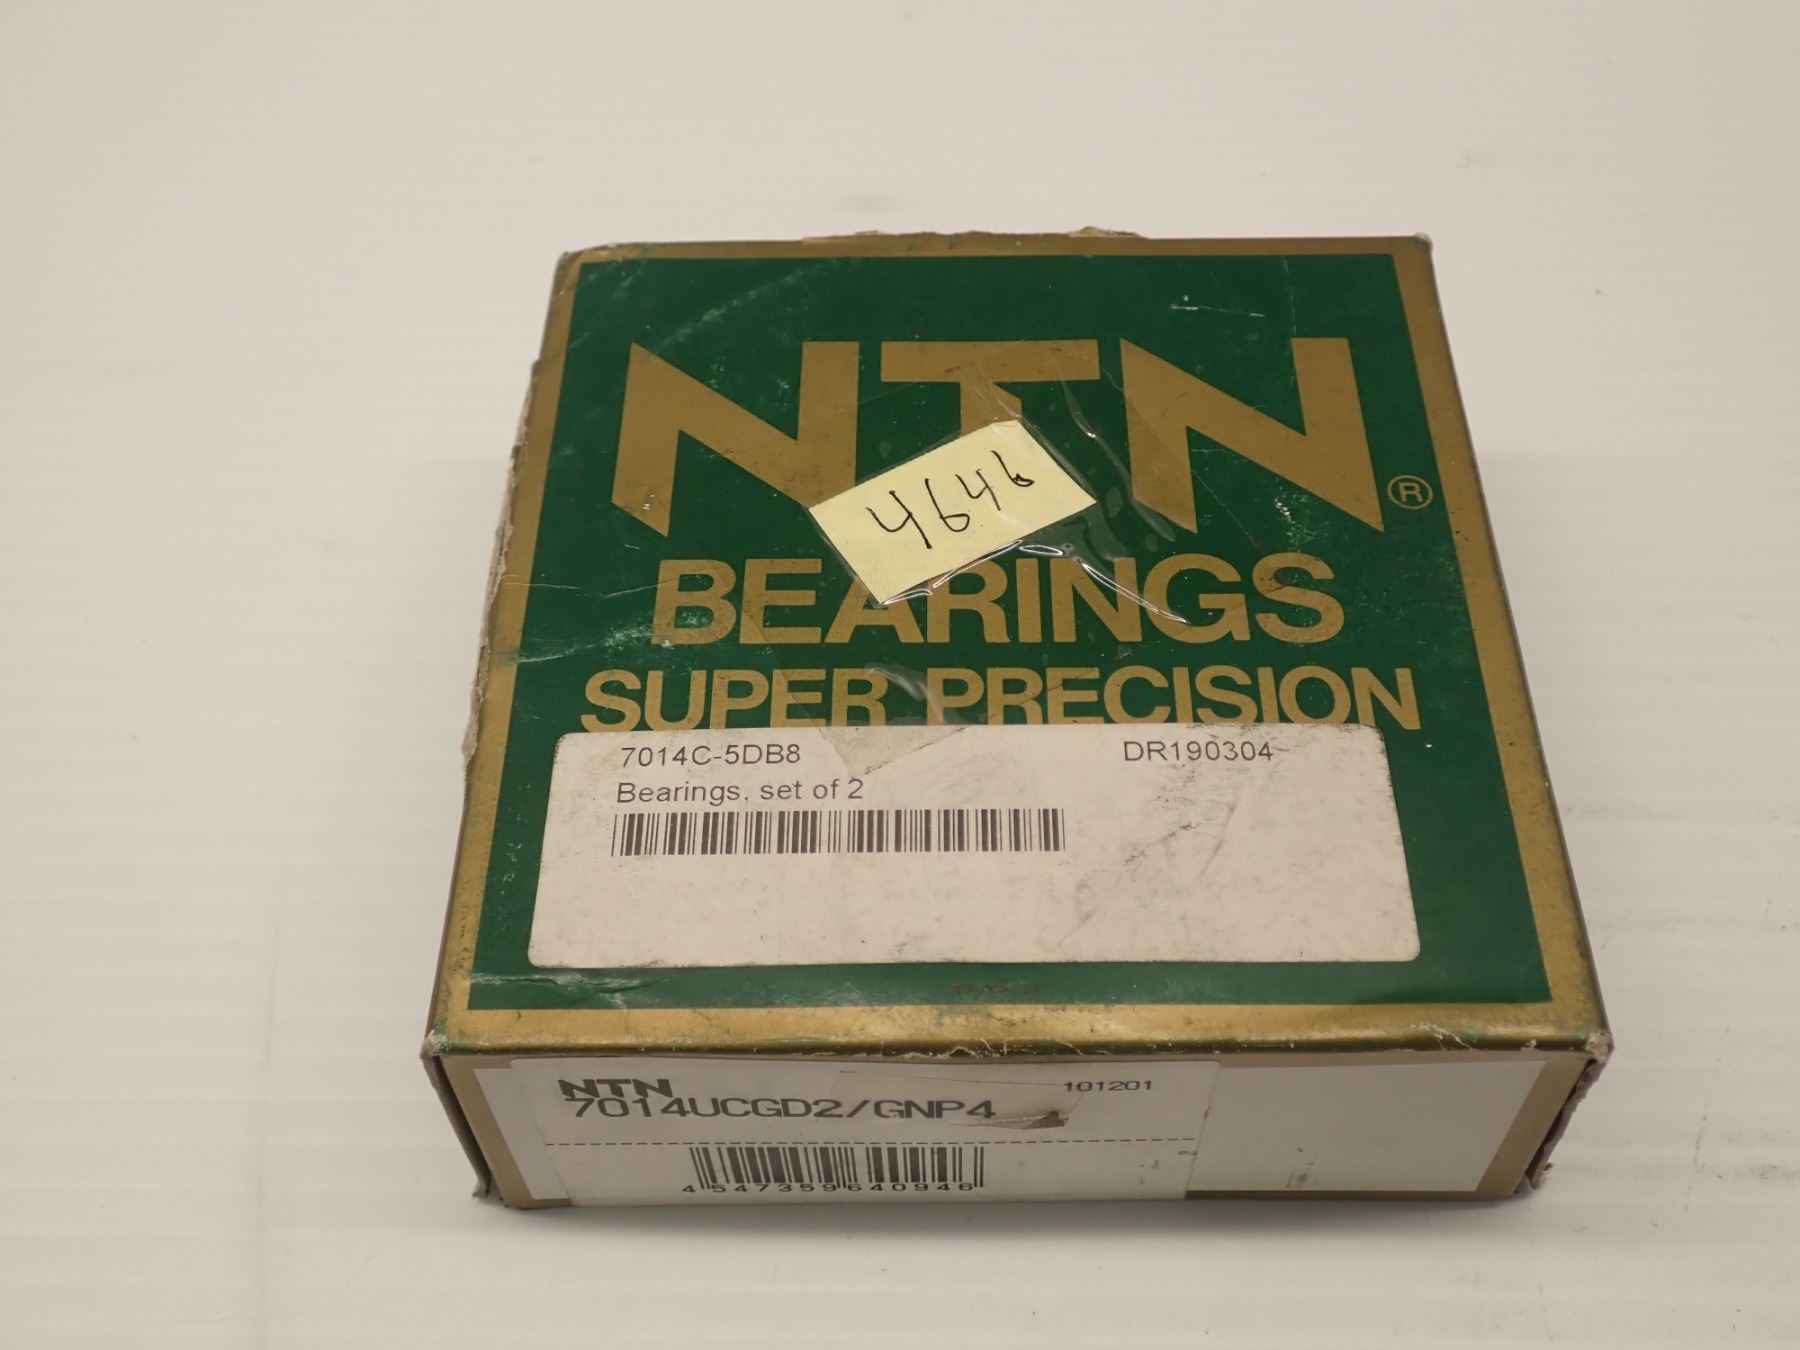 NTN®
4646
BEARINGS
SUPER PRECISION
7014C-5DB8 DR190304
Bearings, set of 2
NTN 101201
7014UCGD2/GNP4
4547359640946